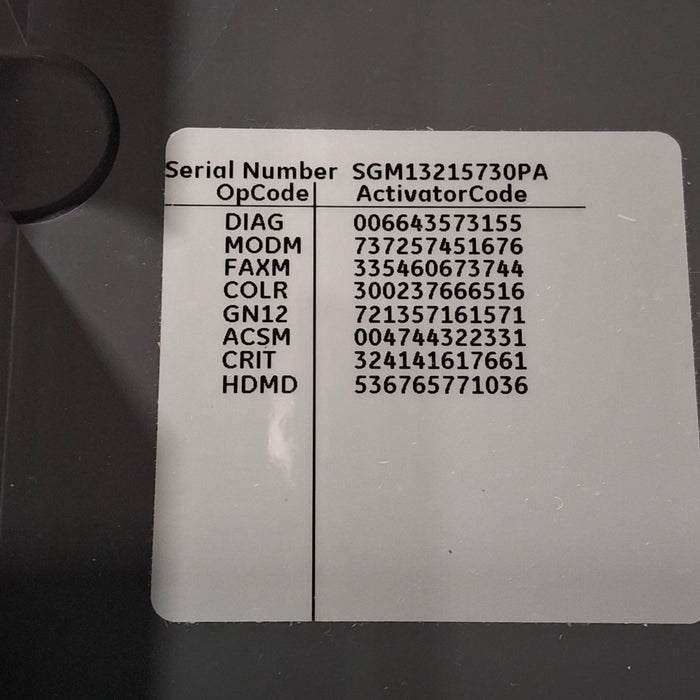 Serial Number SGM13215730PA
OpCode ActivatorCode
DIAG 006643573155
MODM 737257451676
FAXM 335460673744
COLR 300237666516
GN12 721357161571
ACSM 004744322331
CRIT 324141617661
HDMD 536765771036